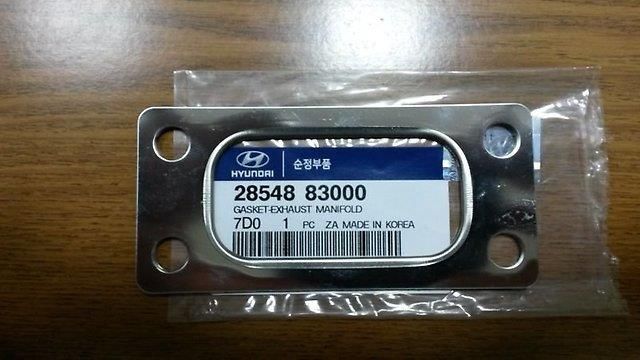 HYUNDAI 순정부품
28548 83000
GASKET-EXHAUST MANIFOLD
7D0 1 PC ZA MADE IN KOREA